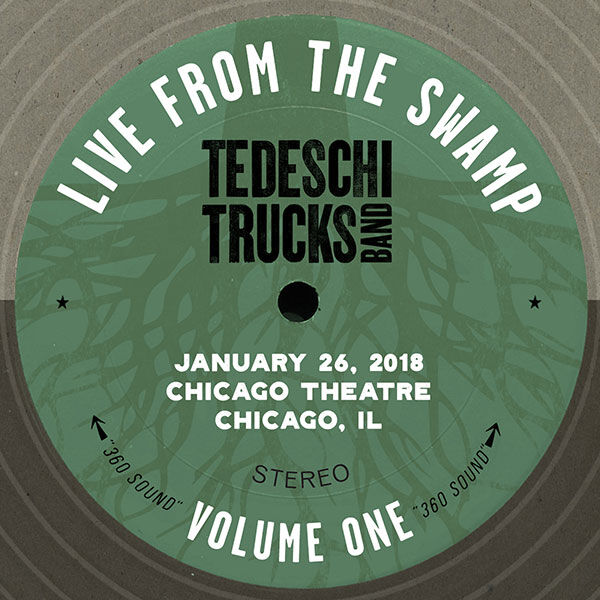 LIVE FROM THE SWAMP
TEDESCHI
TRUCKS BAND
JANUARY 26, 2018
CHICAGO THEATRE
CHICAGO, IL
STEREO
"360 SOUND"
"360 SOUND"
VOLUME ONE